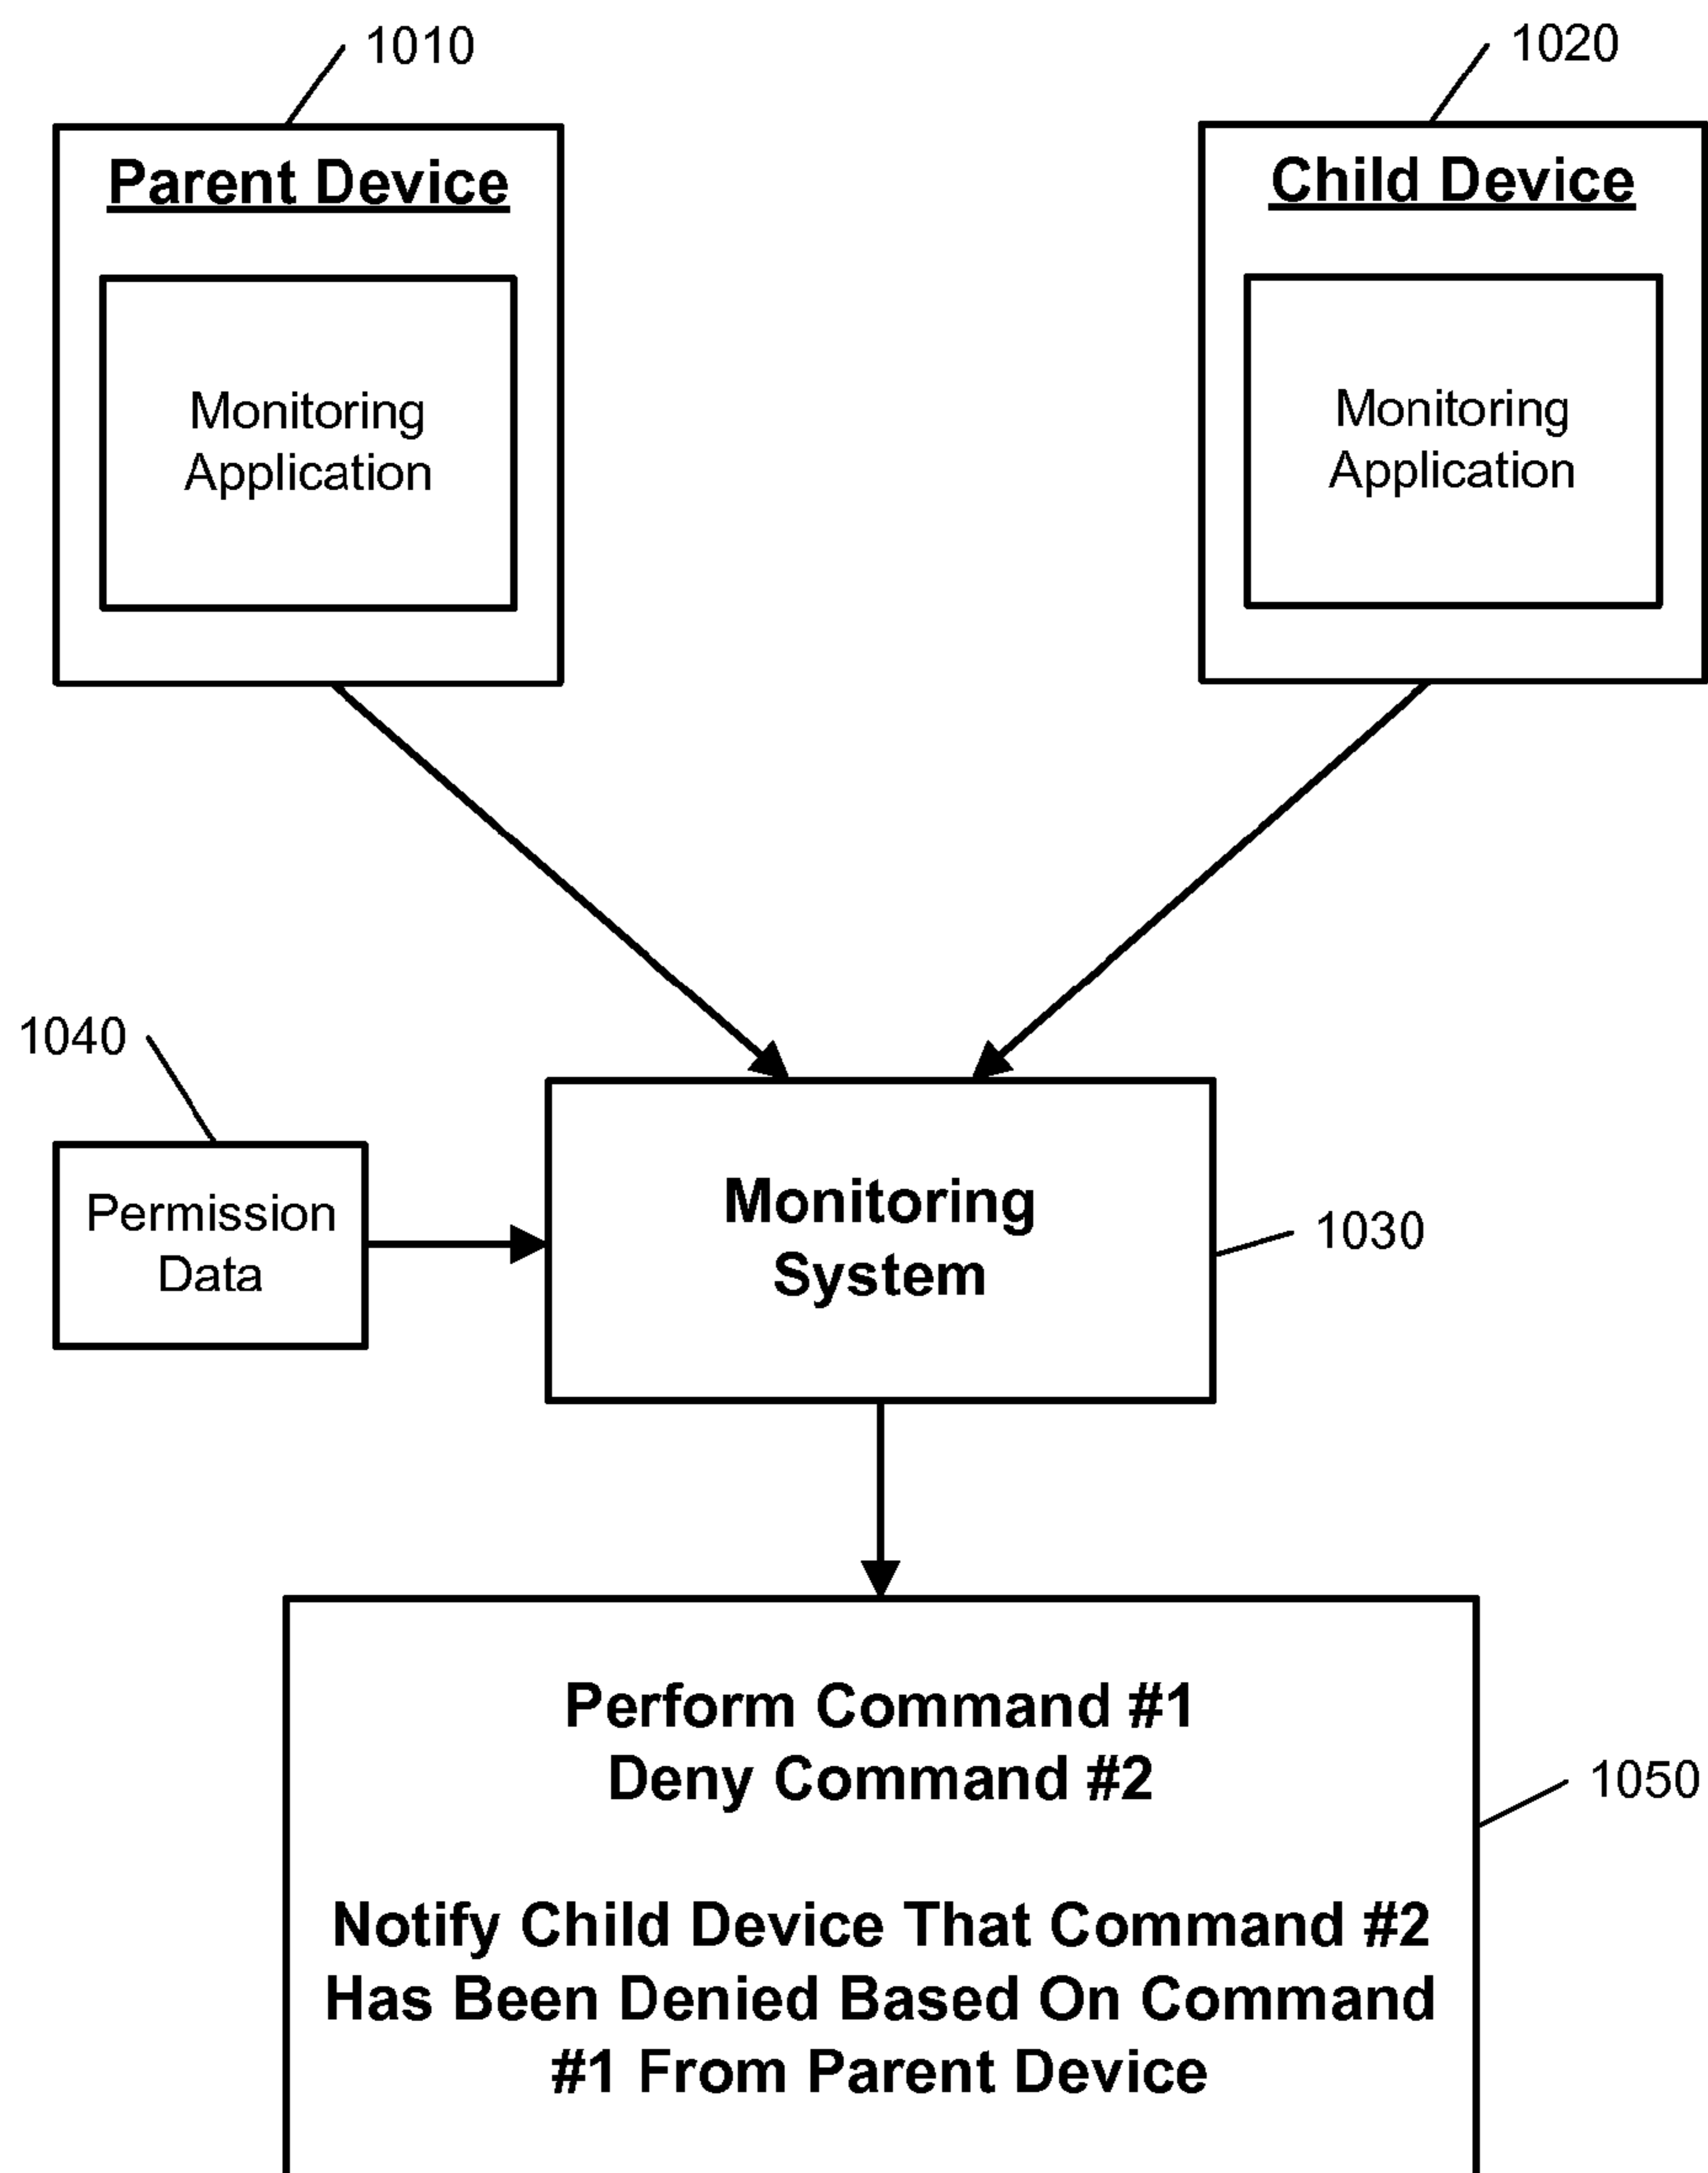 1010
1020
Parent Device
Child Device
Monitoring
Application
Monitoring
Application
1040
Permission
Data
Monitoring
System
1030
Perform Command #1
Deny Command #2
1050
Notify Child Device That Command #2
Has Been Denied Based On Command
#1 From Parent Device